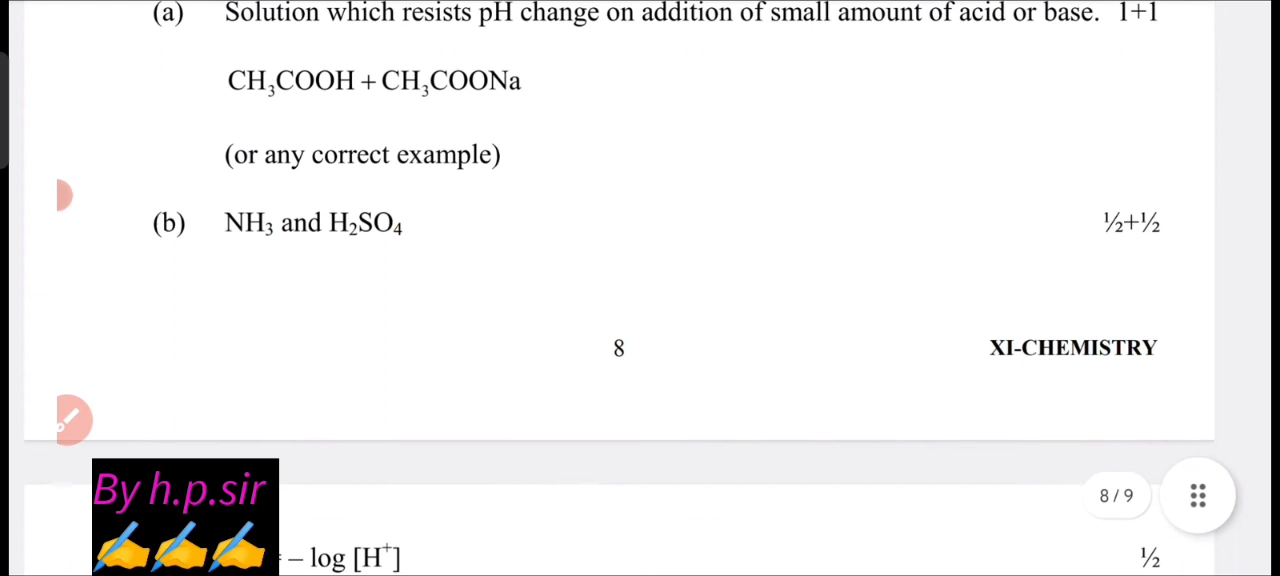 (a) Solution which resists pH change on addition of small amount of acid or base. 1+1
CH₃COOH + CH₃COONa
(or any correct example)
(b) NH₃ and H₂SO₄ ½+½
8 XI-CHEMISTRY
By h.p.sir
8 / 9
✍✍✍
– log [H⁺] ½